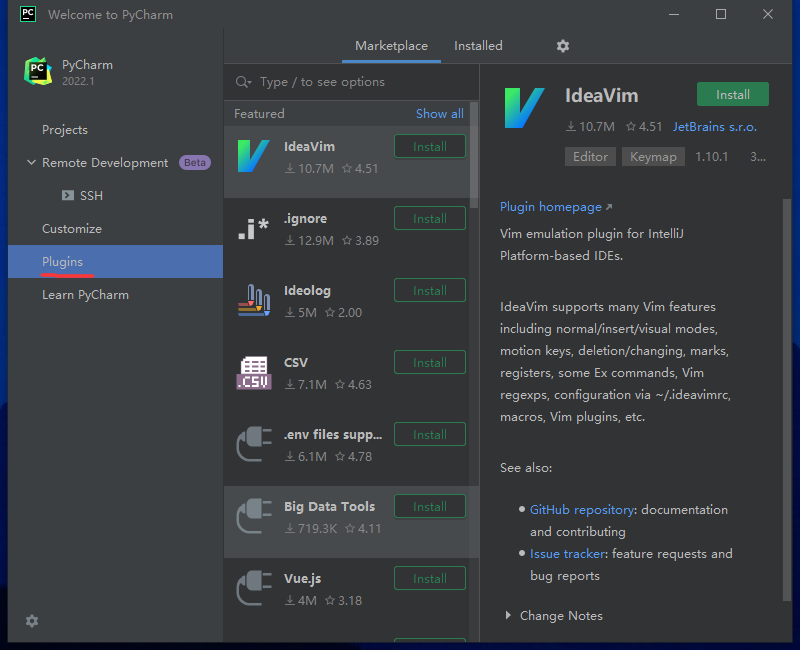 PC
Welcome to PyCharm
PC
PyCharm
2022.1
Projects
Remote Development
Beta
SSH
Customize
Plugins
Learn PyCharm
Marketplace
Installed
Type / to see options
Featured
Show all
IdeaVim
Install
10.7M
4.51
.i*
.ignore
Install
12.9M
3.89
Ideolog
Install
5M
2.00
.CSV
CSV
Install
7.1M
4.63
.env files supp...
Install
6.1M
4.78
Big Data Tools
Install
719.3K
4.11
Vue.js
Install
4M
3.18
IdeaVim
Install
10.7M
4.51
JetBrains s.r.o.
Editor
Keymap
1.10.1
3...
Plugin homepage
Vim emulation plugin for IntelliJ
Platform-based IDEs.
IdeaVim supports many Vim features
including normal/insert/visual modes,
motion keys, deletion/changing, marks,
registers, some Ex commands, Vim
regexps, configuration via ~/.ideavimrc,
macros, Vim plugins, etc.
See also:
GitHub repository: documentation
and contributing
Issue tracker: feature requests and
bug reports
Change Notes